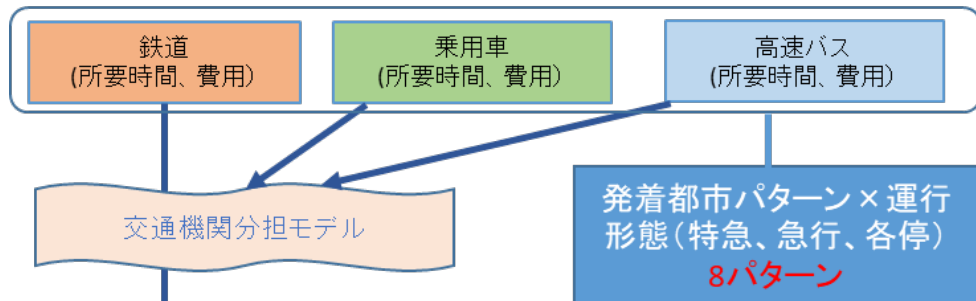 鉄道
(所要時間、費用)
乗用車
(所要時間、費用)
高速バス
(所要時間、費用)
交通機関分担モデル
発着都市パターン×運行
形態(特急、急行、各停)
8パターン